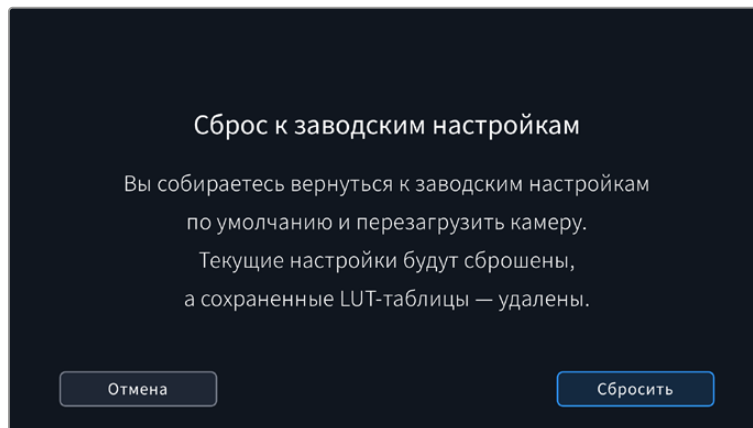 Сброс к заводским настройкам
Вы собираетесь вернуться к заводским настройкам
по умолчанию и перезагрузить камеру.
Текущие настройки будут сброшены,
а сохраненные LUT-таблицы — удалены.
Отмена
Сбросить